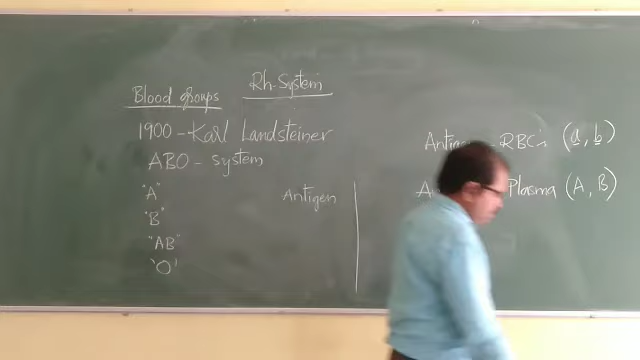 Blood groups Rh-System
1900 - Karl Landsteiner
ABO - system
"A"
"B"
"AB"
"O"
Antigen
RBCs (a, b)
Plasma (A, B)